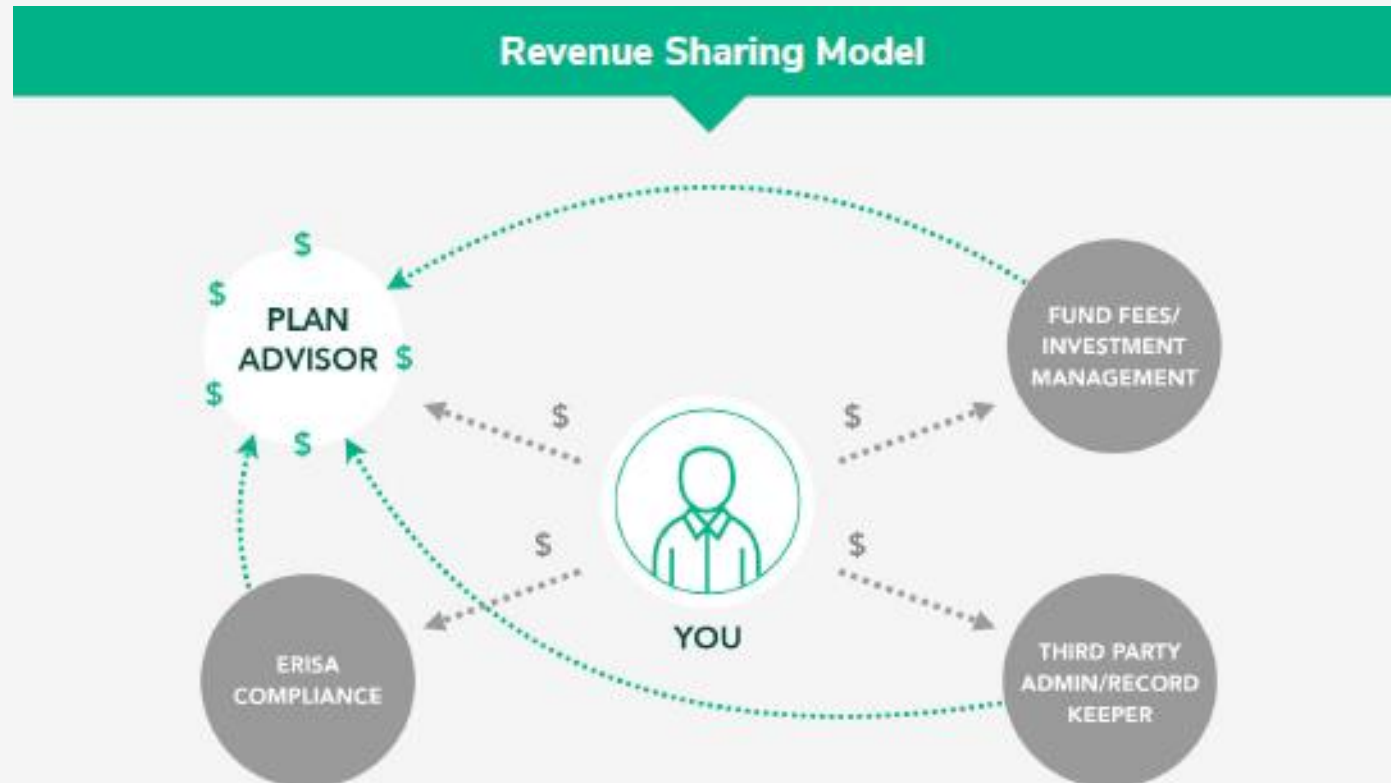 Revenue Sharing Model
$
$
PLAN
ADVISOR $
$
$
FUND FEES/
INVESTMENT
MANAGEMENT
$
$
$
$
YOU
ERISA
COMPLIANCE
THIRD PARTY
ADMIN/RECORD
KEEPER